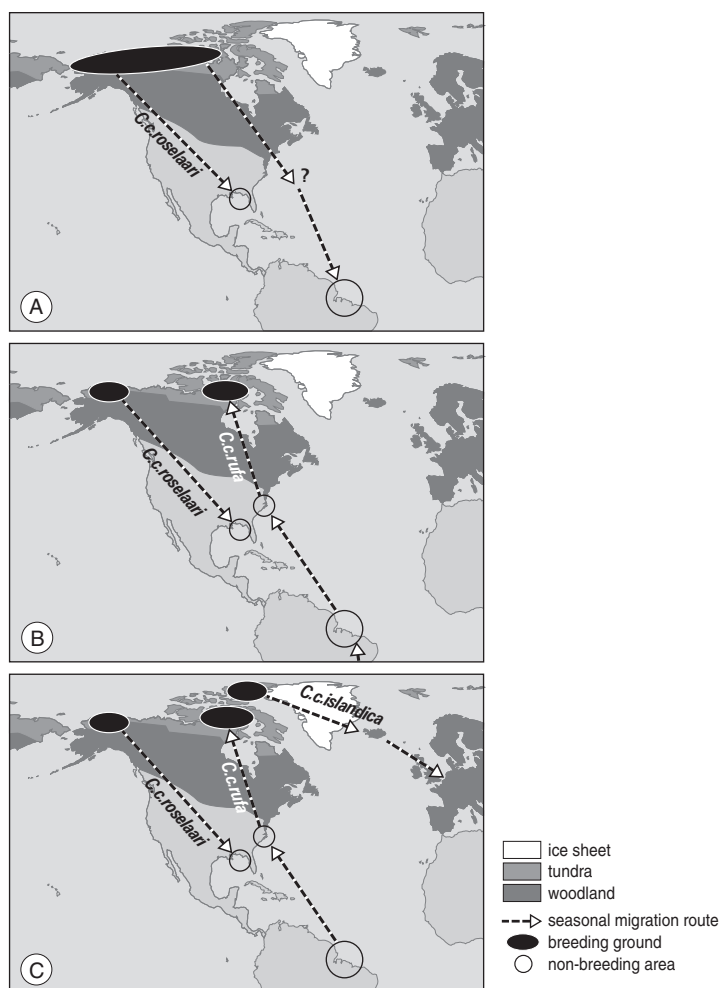 C.c.roselaari
?
A
C.c.rufa
C.c.roselaari
B
C.c.islandica
C.c.rufa
C.c.roselaari
C
ice sheet
tundra
woodland
seasonal migration route
breeding ground
non-breeding area